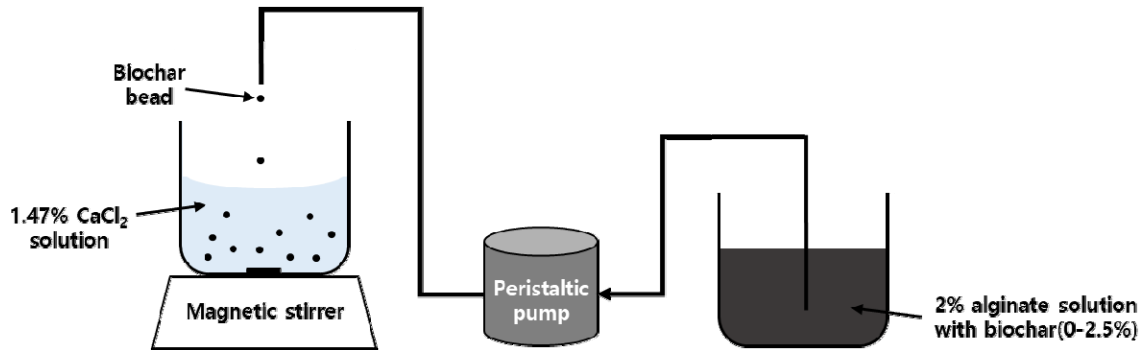 Biochar
bead
1.47% CaCl₂
solution
Magnetic stirrer
Peristaltic
pump
2% alginate solution
with biochar(0-2.5%)